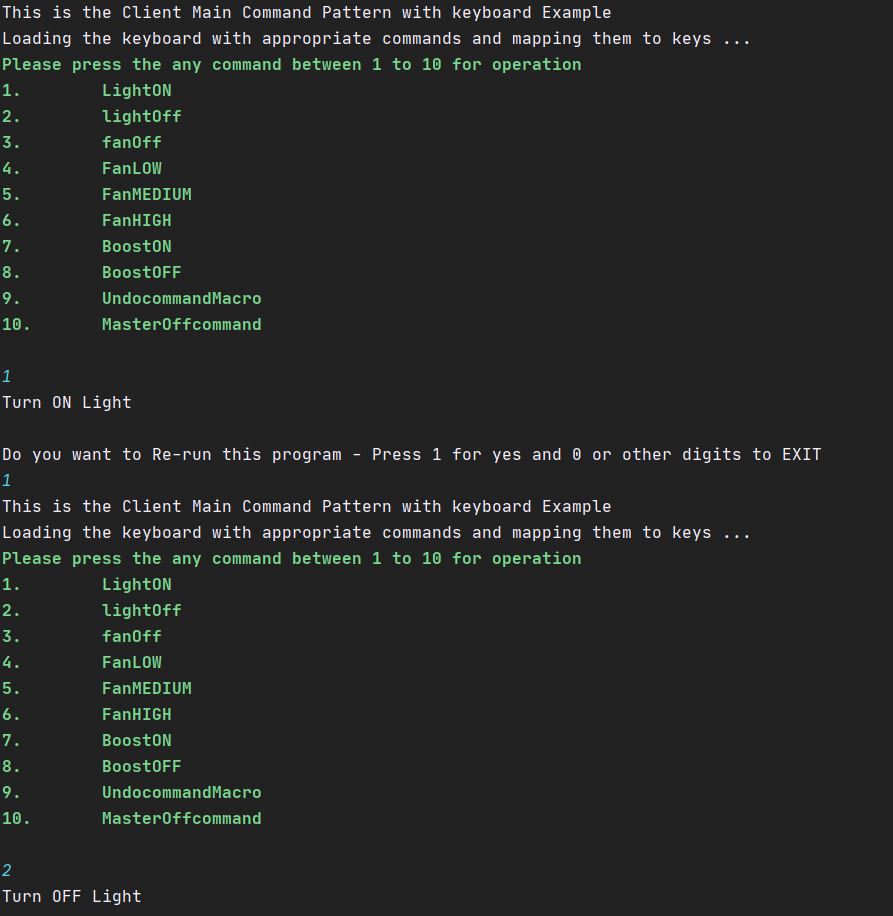 This is the Client Main Command Pattern with keyboard Example
Loading the keyboard with appropriate commands and mapping them to keys ...
Please press the any command between 1 to 10 for operation
1. LightON
2. lightOff
3. fanOff
4. FanLOW
5. FanMEDIUM
6. FanHIGH
7. BoostON
8. BoostOFF
9. UndocommandMacro
10. MasterOffcommand
1
Turn ON Light
Do you want to Re-run this program - Press 1 for yes and 0 or other digits to EXIT
1
This is the Client Main Command Pattern with keyboard Example
Loading the keyboard with appropriate commands and mapping them to keys ...
Please press the any command between 1 to 10 for operation
1. LightON
2. lightOff
3. fanOff
4. FanLOW
5. FanMEDIUM
6. FanHIGH
7. BoostON
8. BoostOFF
9. UndocommandMacro
10. MasterOffcommand
2
Turn OFF Light